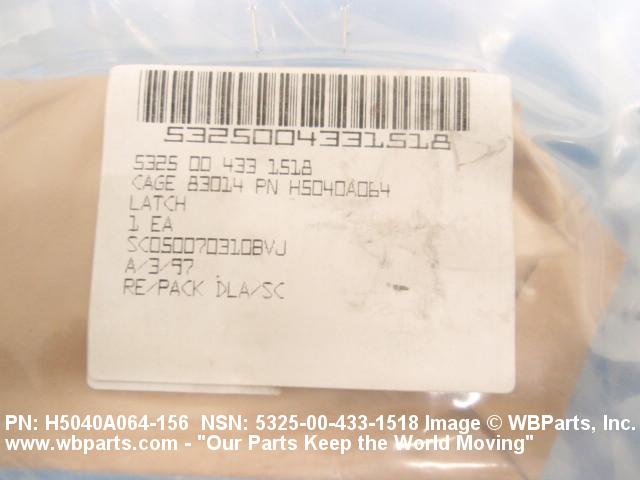 5325004331518
5325 00 433 1518
CAGE 83014 PN H5040A064
LATCH
1 EA
SC0500703108VJ
A/3/97
RE/PACK DLA/SC
PN: H5040A064-156 NSN: 5325-00-433-1518 Image © WBParts, Inc.
www.wbparts.com - "Our Parts Keep the World Moving"